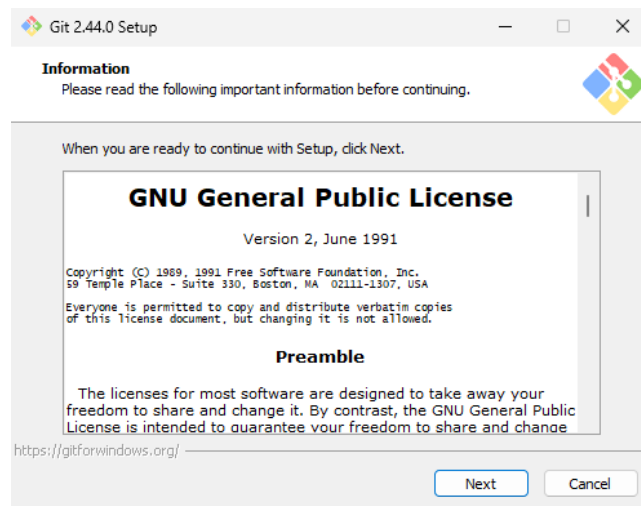 Git 2.44.0 Setup
Information
Please read the following important information before continuing.
When you are ready to continue with Setup, click Next.
GNU General Public License
Version 2, June 1991
Copyright (C) 1989, 1991 Free Software Foundation, Inc.
59 Temple Place - Suite 330, Boston, MA  02111-1307, USA
Everyone is permitted to copy and distribute verbatim copies
of this license document, but changing it is not allowed.
Preamble
The licenses for most software are designed to take away your
freedom to share and change it. By contrast, the GNU General Public
License is intended to guarantee your freedom to share and change
https://gitforwindows.org/
Next
Cancel